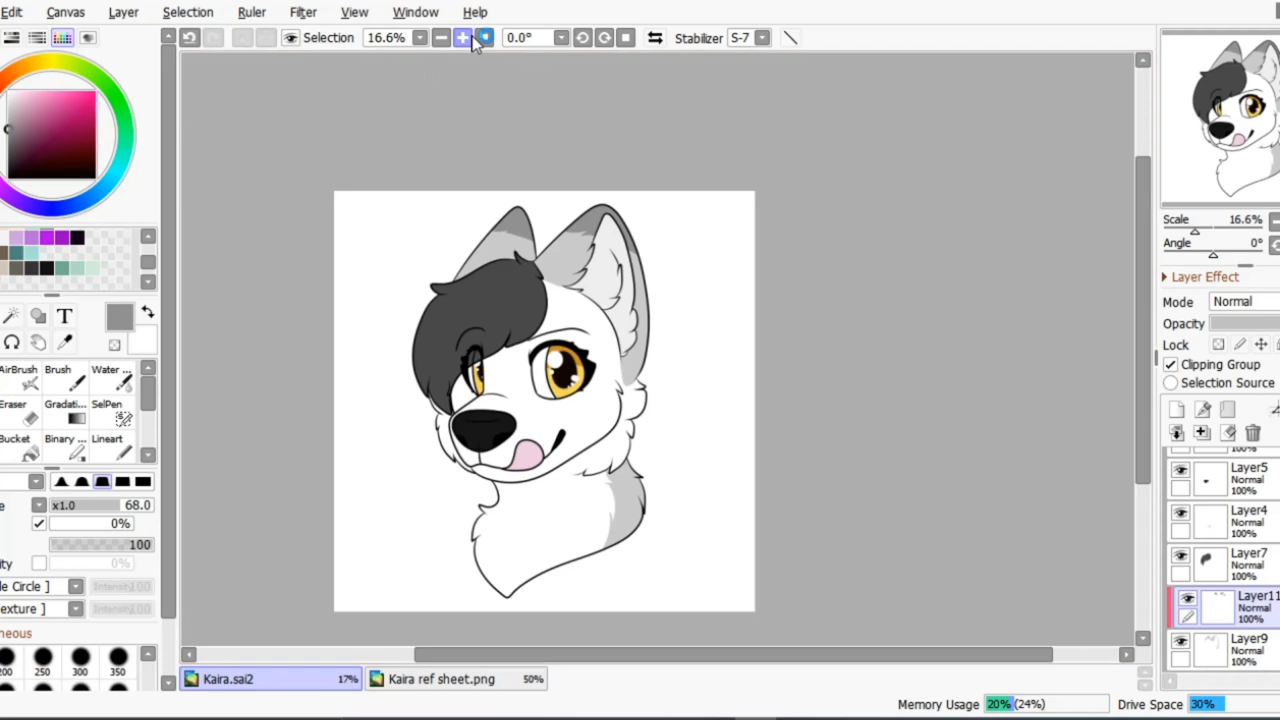 Edit Canvas Layer Selection Ruler Filter View Window Help
Selection 16.6% 0.0° Stabilizer S-7
Scale 16.6%
Angle 0°
Layer Effect
Mode Normal
Opacity
Lock
Clipping Group
Selection Source
T
AirBrush Brush Water ...
Eraser Gradati... SelPen
Bucket Binary ... Lineart
x1.0 68.0
0%
100
0%
le Circle ]
exture ]
neous
200 250 300 350
100%
Layer5
Normal
100%
Layer4
Normal
100%
Layer7
Normal
100%
Layer11
Normal
100%
Layer9
Normal
100%
Kaira.sai2 17% Kaira ref sheet.png 50%
Memory Usage 20% (24%) Drive Space 30%